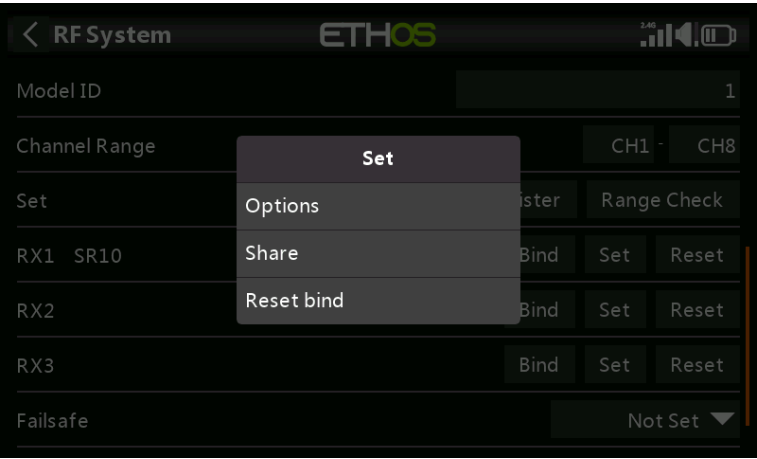 RF System ETHOS 2.4G
Model ID 1
Channel Range CH1 - CH8
Set ister Range Check
RX1 SR10 Bind Set Reset
RX2 Bind Set Reset
RX3 Bind Set Reset
Failsafe Not Set
Set
Options
Share
Reset bind